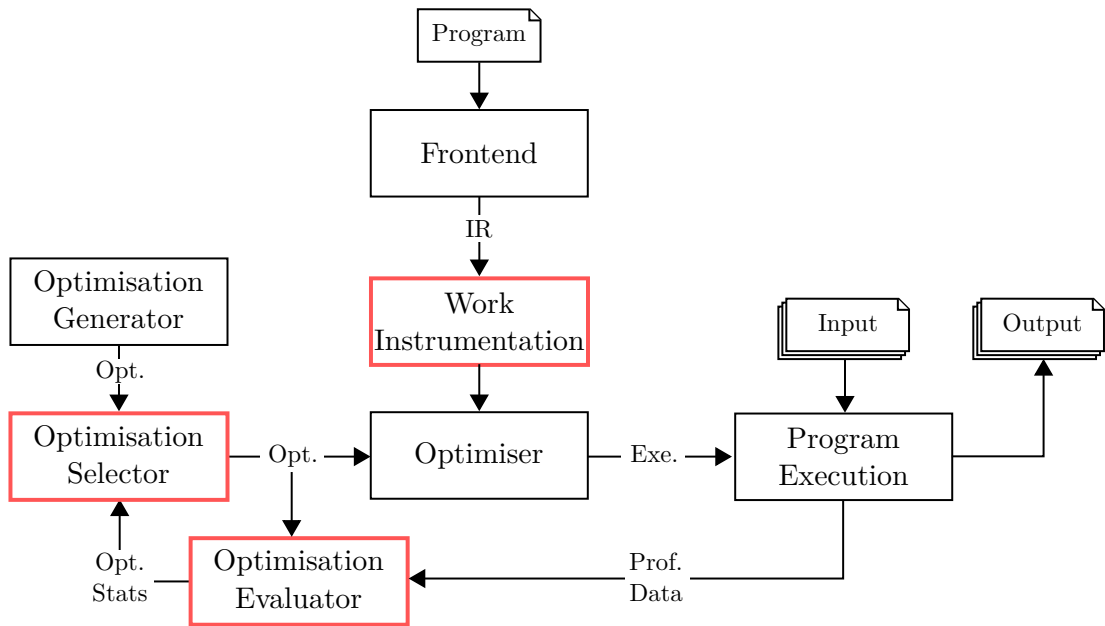 Program
Frontend
IR
Optimisation
Generator
Work
Instrumentation
Input
Output
Opt.
Optimisation
Selector
Opt.
Optimiser
Exe.
Program
Execution
Opt.
Stats
Optimisation
Evaluator
Prof.
Data